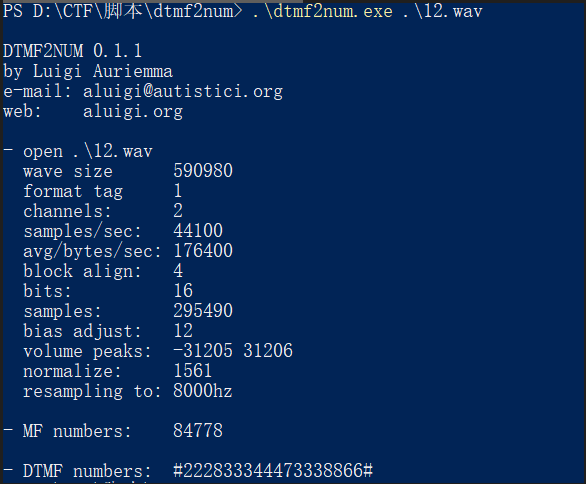 PS D:\CTF\脚本\dtmf2num> .\dtmf2num.exe .\12.wav
DTMF2NUM 0.1.1
by Luigi Auriemma
e-mail: aluigi@autistici.org
web:    aluigi.org
- open .\12.wav
  wave size      590980
  format tag     1
  channels:      2
  samples/sec:   44100
  avg/bytes/sec: 176400
  block align:   4
  bits:          16
  samples:       295490
  bias adjust:   12
  volume peaks:  -31205 31206
  normalize:     1561
  resampling to: 8000hz
- MF numbers:    84778
- DTMF numbers:  #222833344473338866#